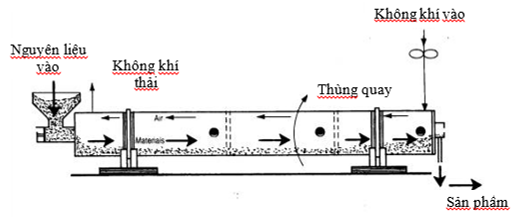 Không khí vào
Nguyên liệu
vào
Không khí
thải
Thùng quay
Air
Materials
Sản phẩm